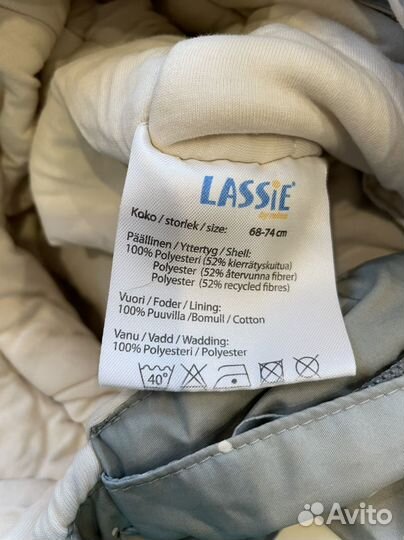 LASSiE®
by reima
Koko / storlek / size: 68-74 cm
Päällinen / Yttertyg / Shell:
100% Polyesteri (52% kierrätyskuitua)
Polyester (52% återvunna fibrer)
Polyester (52% recycled fibres)
Vuori / Foder / Lining:
100% Puuvilla / Bomull / Cotton
Vanu / Vadd / Wadding:
100% Polyesteri / Polyester
40°
Avito